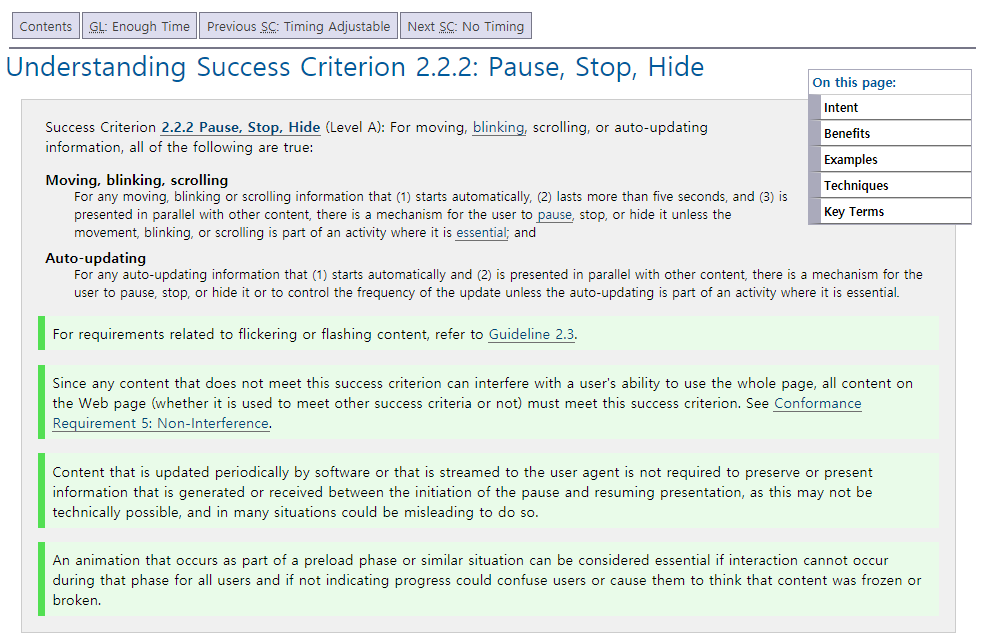 Contents
GL: Enough Time
Previous SC: Timing Adjustable
Next SC: No Timing
Understanding Success Criterion 2.2.2: Pause, Stop, Hide
On this page:
Intent
Benefits
Examples
Techniques
Key Terms
Success Criterion 2.2.2 Pause, Stop, Hide (Level A): For moving, blinking, scrolling, or auto-updating
information, all of the following are true:
Moving, blinking, scrolling
For any moving, blinking or scrolling information that (1) starts automatically, (2) lasts more than five seconds, and (3) is
presented in parallel with other content, there is a mechanism for the user to pause, stop, or hide it unless the
movement, blinking, or scrolling is part of an activity where it is essential; and
Auto-updating
For any auto-updating information that (1) starts automatically and (2) is presented in parallel with other content, there is a mechanism for the
user to pause, stop, or hide it or to control the frequency of the update unless the auto-updating is part of an activity where it is essential.
For requirements related to flickering or flashing content, refer to Guideline 2.3.
Since any content that does not meet this success criterion can interfere with a user's ability to use the whole page, all content on
the Web page (whether it is used to meet other success criteria or not) must meet this success criterion. See Conformance
Requirement 5: Non-Interference.
Content that is updated periodically by software or that is streamed to the user agent is not required to preserve or present
information that is generated or received between the initiation of the pause and resuming presentation, as this may not be
technically possible, and in many situations could be misleading to do so.
An animation that occurs as part of a preload phase or similar situation can be considered essential if interaction cannot occur
during that phase for all users and if not indicating progress could confuse users or cause them to think that content was frozen or
broken.